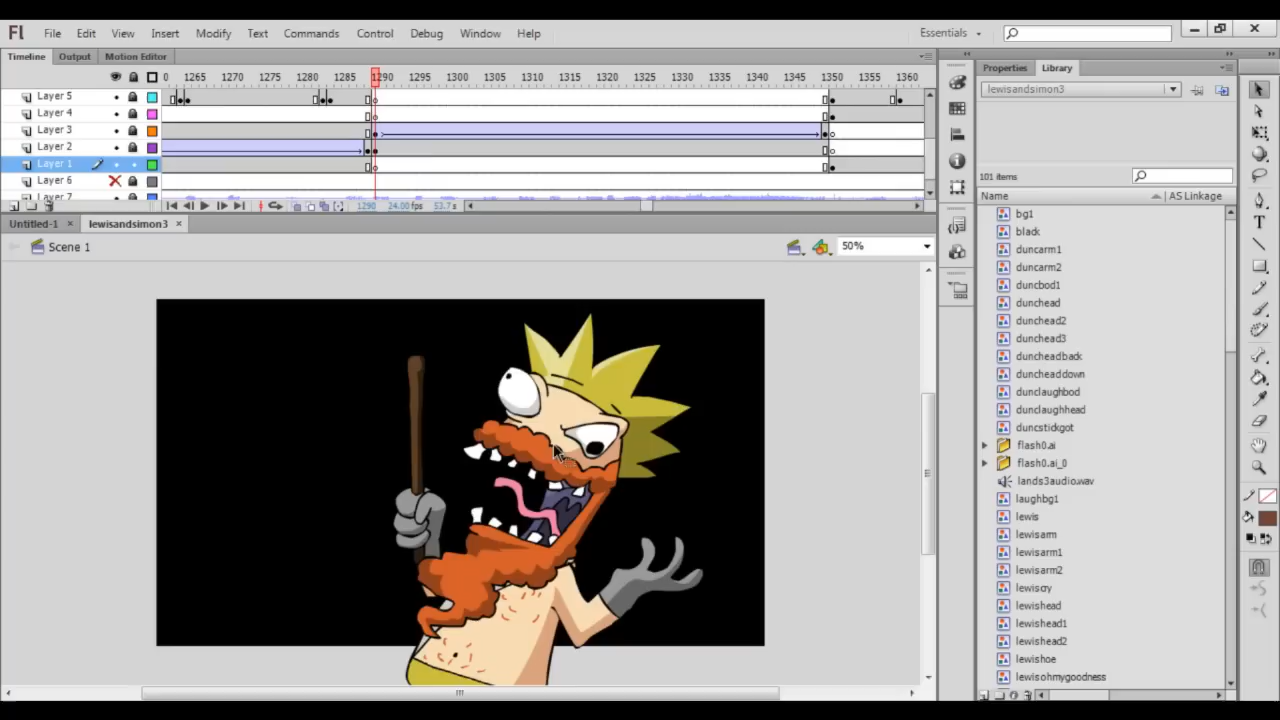 Fl File Edit View Insert Modify Text Commands Control Debug Window Help Essentials
Timeline Output Motion Editor Properties Library
0 1265 1270 1275 1280 1285 1290 1295 1300 1305 1310 1315 1320 1325 1330 1335 1340 1345 1350 1355 1360
lewisandsimon3
Layer 5
Layer 4
Layer 3
Layer 2
Layer 1
Layer 6
Layer 7
1290 24.00 fps 53.7 s
Untitled-1 × lewisandsimon3 ×
Scene 1 50%
101 items
Name AS Linkage
bg1
black
duncarm1
duncarm2
duncbod1
dunchead
dunchead2
dunchead3
duncheadback
duncheaddown
dunclaughbod
dunclaughhead
duncstickgot
flash0.ai
flash0.ai_0
lands3audio.wav
laughbg1
lewis
lewisarm
lewisarm1
lewisarm2
lewiscry
lewishead
lewishead1
lewishead2
lewishoe
lewisohmygoodness